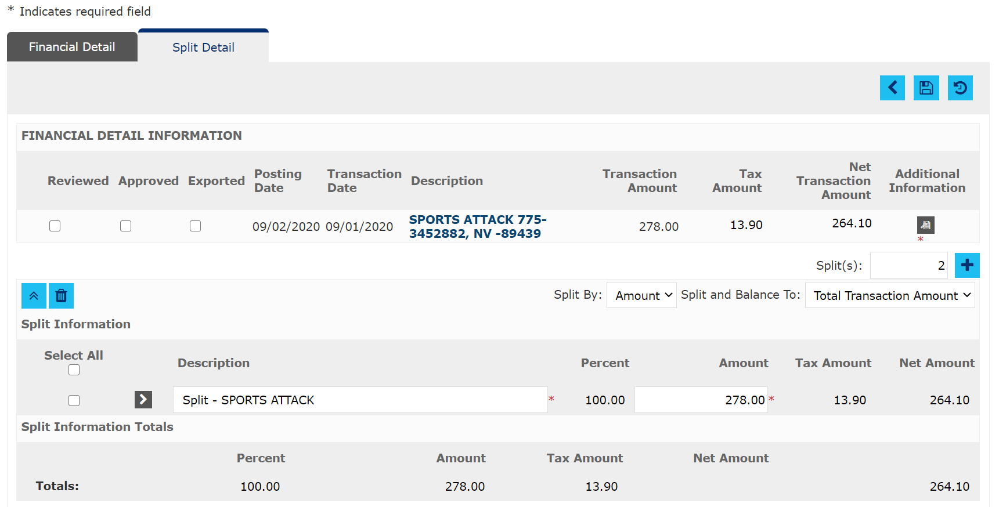 * Indicates required field
Financial Detail Split Detail
FINANCIAL DETAIL INFORMATION
Reviewed Approved Exported Posting Date Transaction Date Description Transaction Amount Tax Amount Net Transaction Amount Additional Information
09/02/2020 09/01/2020 SPORTS ATTACK 775-3452882, NV -89439 278.00 13.90 264.10
*
Split(s): 2
Split By: Amount Split and Balance To: Total Transaction Amount
Split Information
Select All Description Percent Amount Tax Amount Net Amount
Split - SPORTS ATTACK * 100.00 278.00 * 13.90 264.10
Split Information Totals
Percent Amount Tax Amount Net Amount
Totals: 100.00 278.00 13.90 264.10